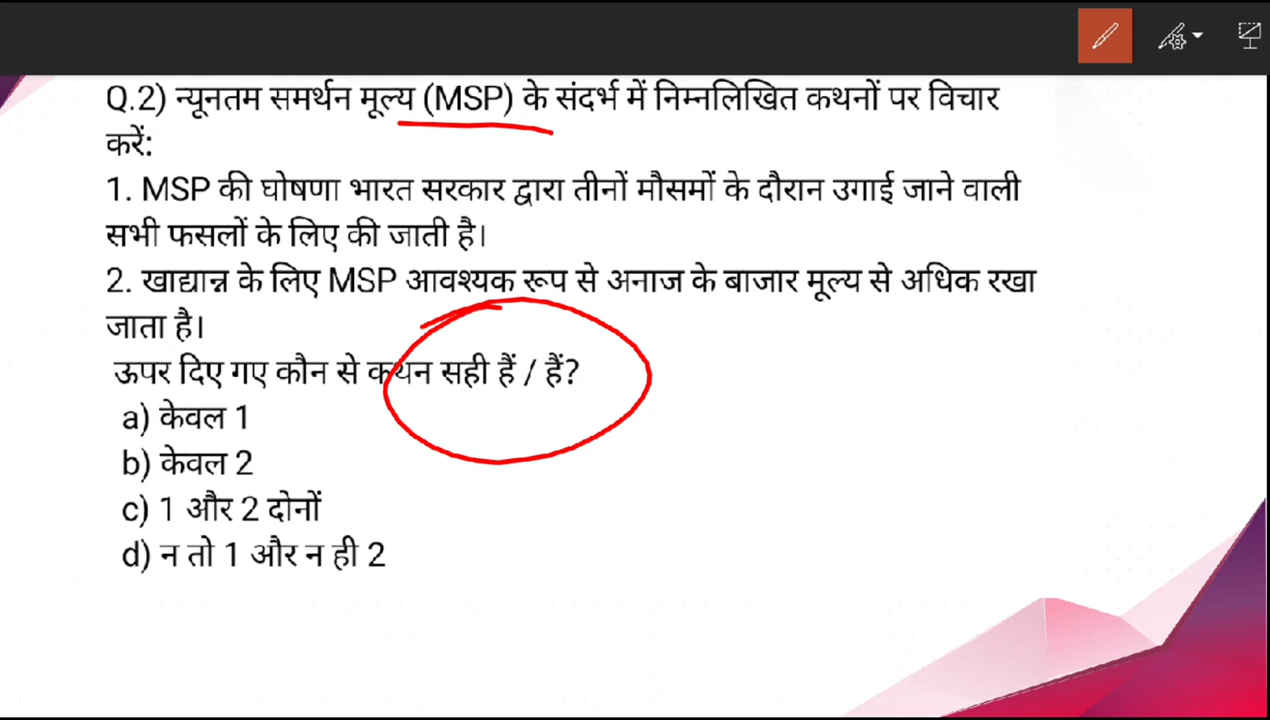 Q.2) न्यूनतम समर्थन मूल्य (MSP) के संदर्भ में निम्नलिखित कथनों पर विचार
करें:
1. MSP की घोषणा भारत सरकार द्वारा तीनों मौसमों के दौरान उगाई जाने वाली
सभी फसलों के लिए की जाती है।
2. खाद्यान्न के लिए MSP आवश्यक रूप से अनाज के बाजार मूल्य से अधिक रखा
जाता है।
ऊपर दिए गए कौन से कथन सही हैं / हैं?
a) केवल 1
b) केवल 2
c) 1 और 2 दोनों
d) न तो 1 और न ही 2